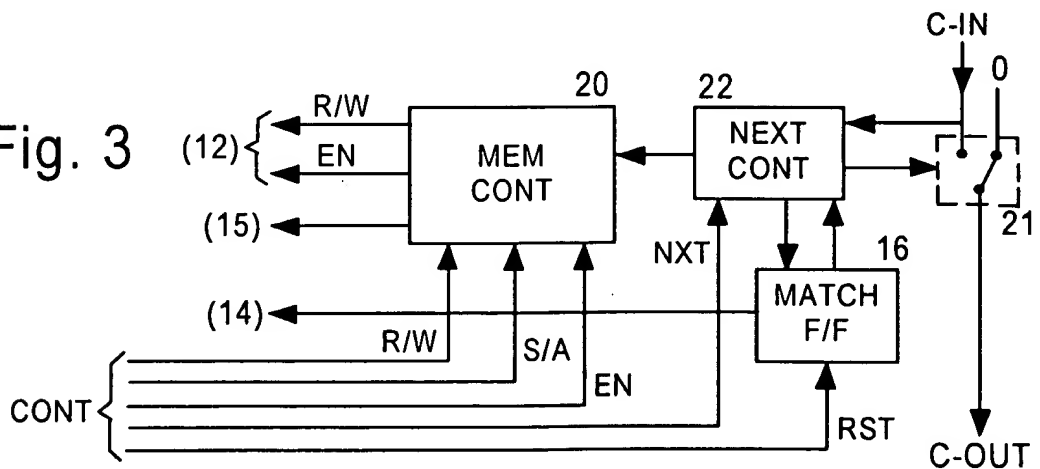 C-IN
0
20
22
Fig. 3
(12)
R/W
EN
MEM
CONT
NEXT
CONT
21
(15)
NXT
16
MATCH
F/F
(14)
R/W
S/A
EN
CONT
RST
C-OUT